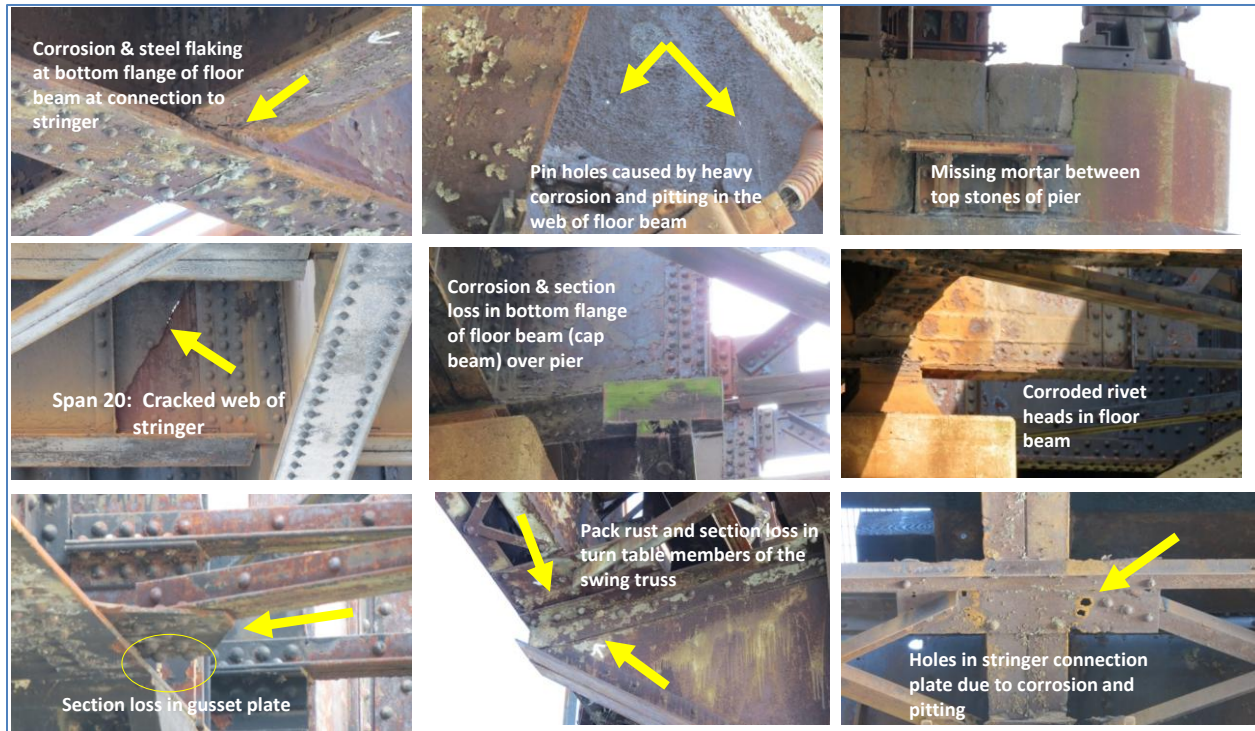 Corrosion & steel flaking
at bottom flange of floor
beam at connection to
stringer
Pin holes caused by heavy
corrosion and pitting in the
web of floor beam
Missing mortar between
top stones of pier
Span 20:  Cracked web of
stringer
Corrosion & section
loss in bottom flange
of floor beam (cap
beam) over pier
Corroded rivet
heads in floor
beam
Section loss in gusset plate
Pack rust and section loss in
turn table members of the
swing truss
Holes in stringer connection
plate due to corrosion and
pitting